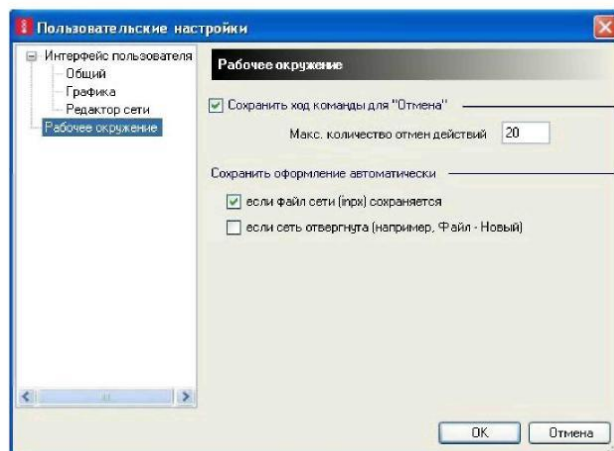 Пользовательские настройки
Интерфейс пользователя
Общий
Графика
Редактор сети
Рабочее окружение
Рабочее окружение
Сохранить ход команды для "Отмена"
Макс. количество отмен действий 20
Сохранить оформление автоматически
если файл сети (inpx) сохраняется
если сеть отвергнута (например, Файл - Новый)
OK Отмена